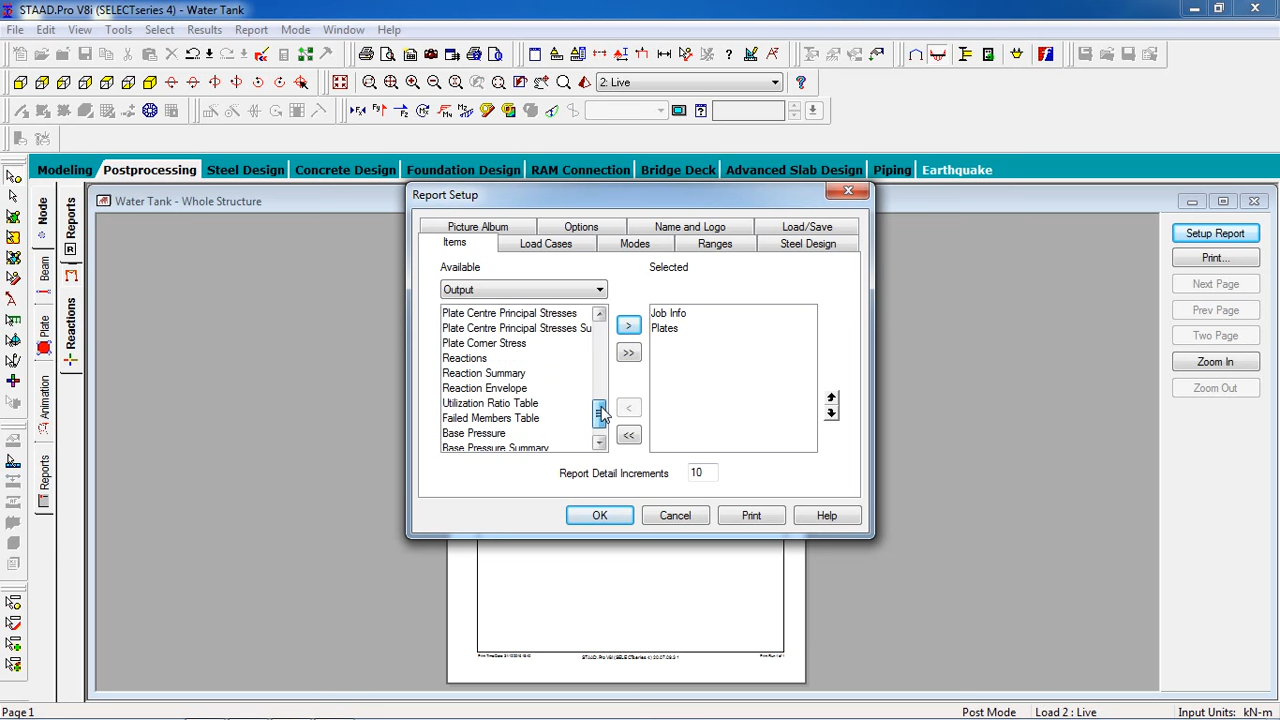 STAAD.Pro V8i (SELECTseries 4) - Water Tank
File Edit View Tools Select Results Report Mode Window Help
2: Live
Modeling Postprocessing Steel Design Concrete Design Foundation Design RAM Connection Bridge Deck Advanced Slab Design Piping Earthquake
Node
Beam
Plate
Animation
Reports
Reports
Reactions
Water Tank - Whole Structure
Report Setup
Picture Album Options Name and Logo Load/Save
Items Load Cases Modes Ranges Steel Design
Available
Selected
Output
Plate Centre Principal Stresses
Plate Centre Principal Stresses Su
Plate Corner Stress
Reactions
Reaction Summary
Reaction Envelope
Utilization Ratio Table
Failed Members Table
Base Pressure
Base Pressure Summary
>
>>
<
<<
Job Info
Plates
Report Detail Increments 10
OK Cancel Print Help
Setup Report
Print...
Next Page
Prev Page
Two Page
Zoom In
Zoom Out
Page1
Post Mode Load 2 : Live Input Units: kN-m